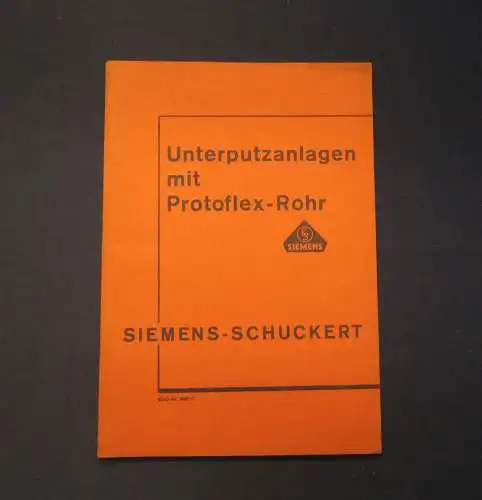 Unterputzanlagen
mit
Protoflex-Rohr
SIEMENS
SIEMENS-SCHUCKERT